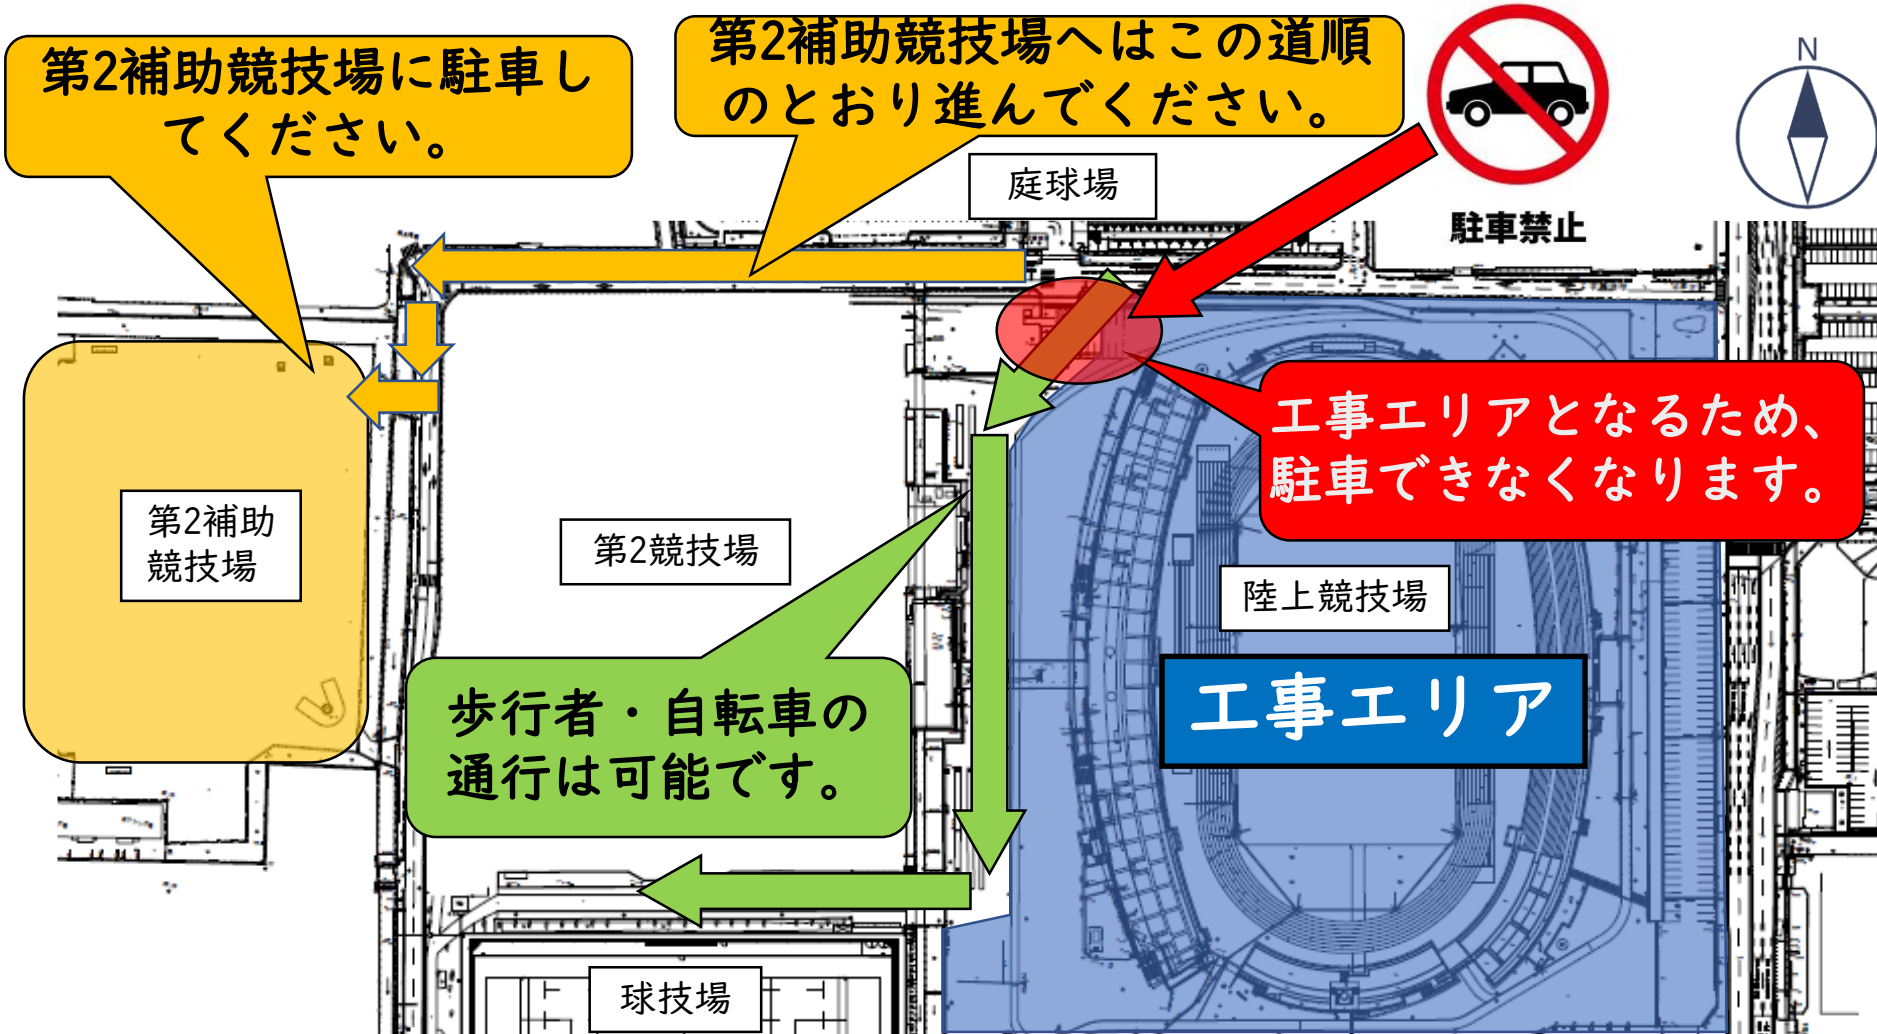 第2補助競技場に駐車し
てください。
第2補助競技場へはこの道順
のとおり進んでください。
N
庭球場
駐車禁止
工事エリアとなるため、
駐車できなくなります。
第2補助
競技場
第2競技場
陸上競技場
工事エリア
歩行者・自転車の
通行は可能です。
球技場